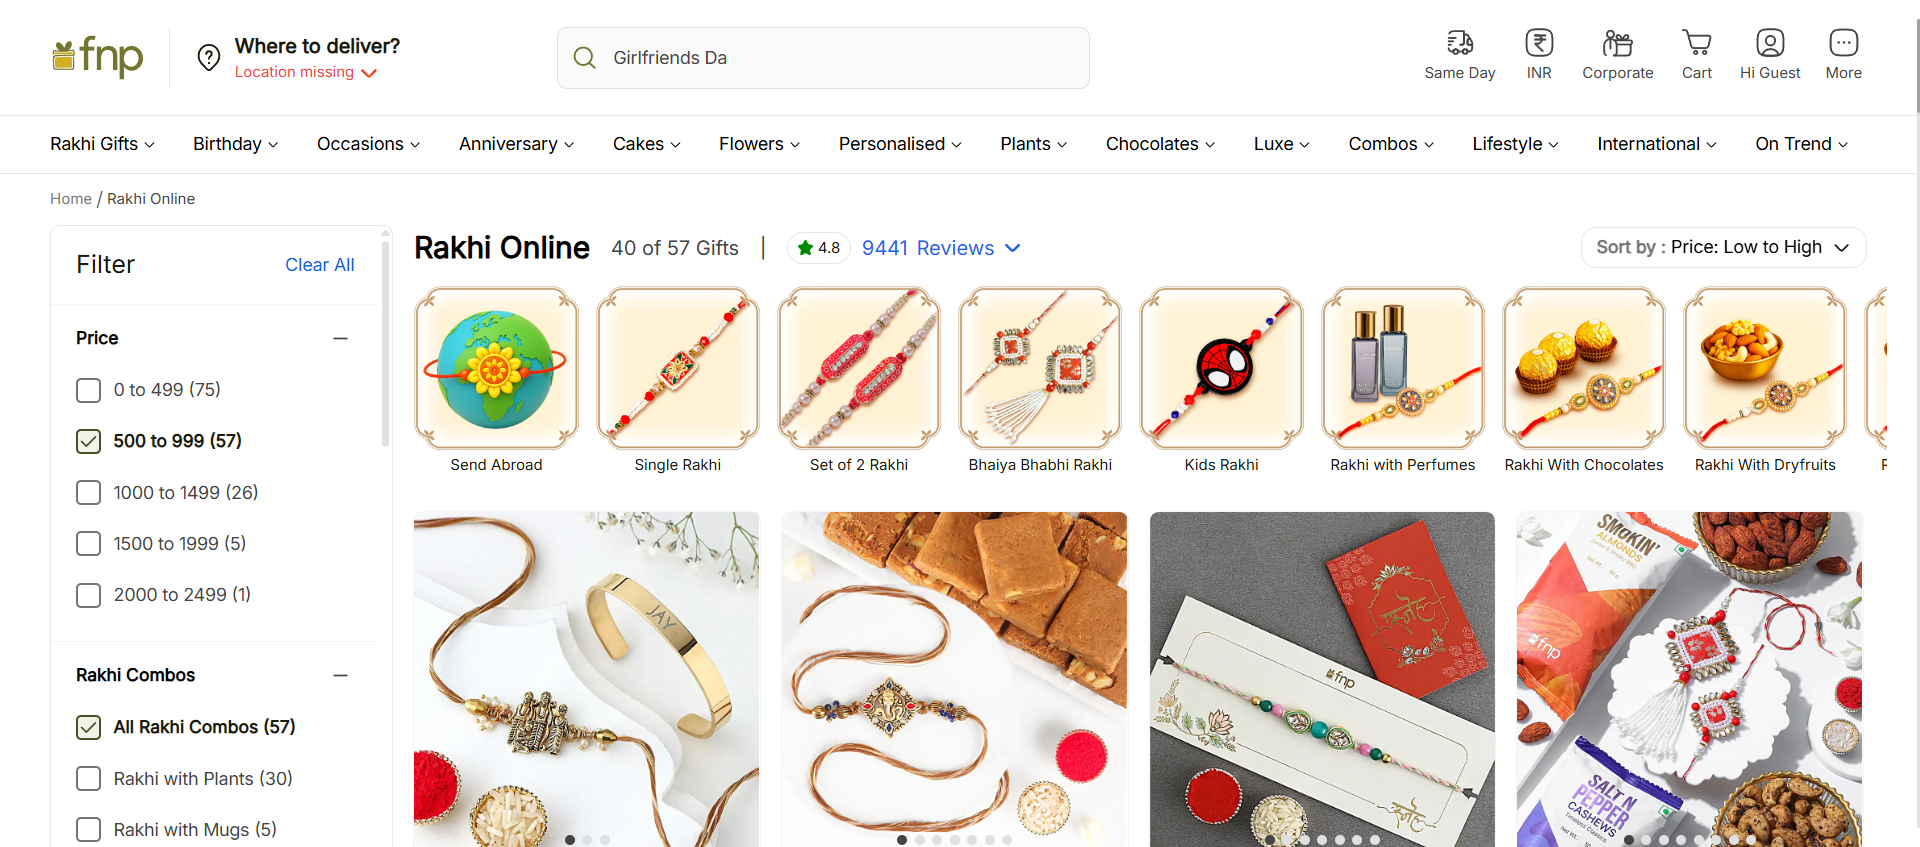 fnp
Where to deliver?
Location missing
Girlfriends Da
Same Day
INR
Corporate
Cart
Hi Guest
More
Rakhi Gifts
Birthday
Occasions
Anniversary
Cakes
Flowers
Personalised
Plants
Chocolates
Luxe
Combos
Lifestyle
International
On Trend
Home / Rakhi Online
Filter
Clear All
Price
0 to 499 (75)
500 to 999 (57)
1000 to 1499 (26)
1500 to 1999 (5)
2000 to 2499 (1)
Rakhi Combos
All Rakhi Combos (57)
Rakhi with Plants (30)
Rakhi with Mugs (5)
Rakhi Online
40 of 57 Gifts
|
4.8
9441 Reviews
Sort by : Price: Low to High
Send Abroad
Single Rakhi
Set of 2 Rakhi
Bhaiya Bhabhi Rakhi
Kids Rakhi
Rakhi with Perfumes
Rakhi With Chocolates
Rakhi With Dryfruits
JAY
fnp
SMOKIN'
ALMONDS
fnp
SALT N
PEPPER
CASHEWS
Timeless Classics